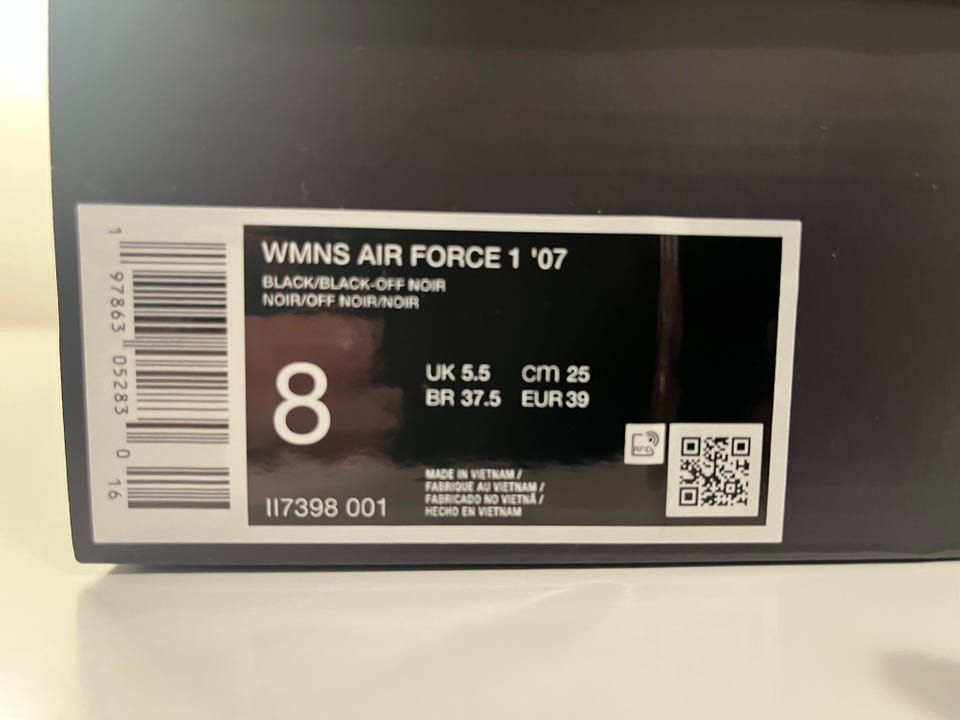 WMNS AIR FORCE 1 '07
BLACK/BLACK-OFF NOIR
NOIR/OFF NOIR/NOIR
8
UK 5.5 cm 25
BR 37.5 EUR 39
RFID
MADE IN VIETNAM /
FABRIQUE AU VIETNAM /
FABRICADO NO VIETNÃ /
HECHO EN VIETNAM
II7398 001
1 97863 05283 0 16